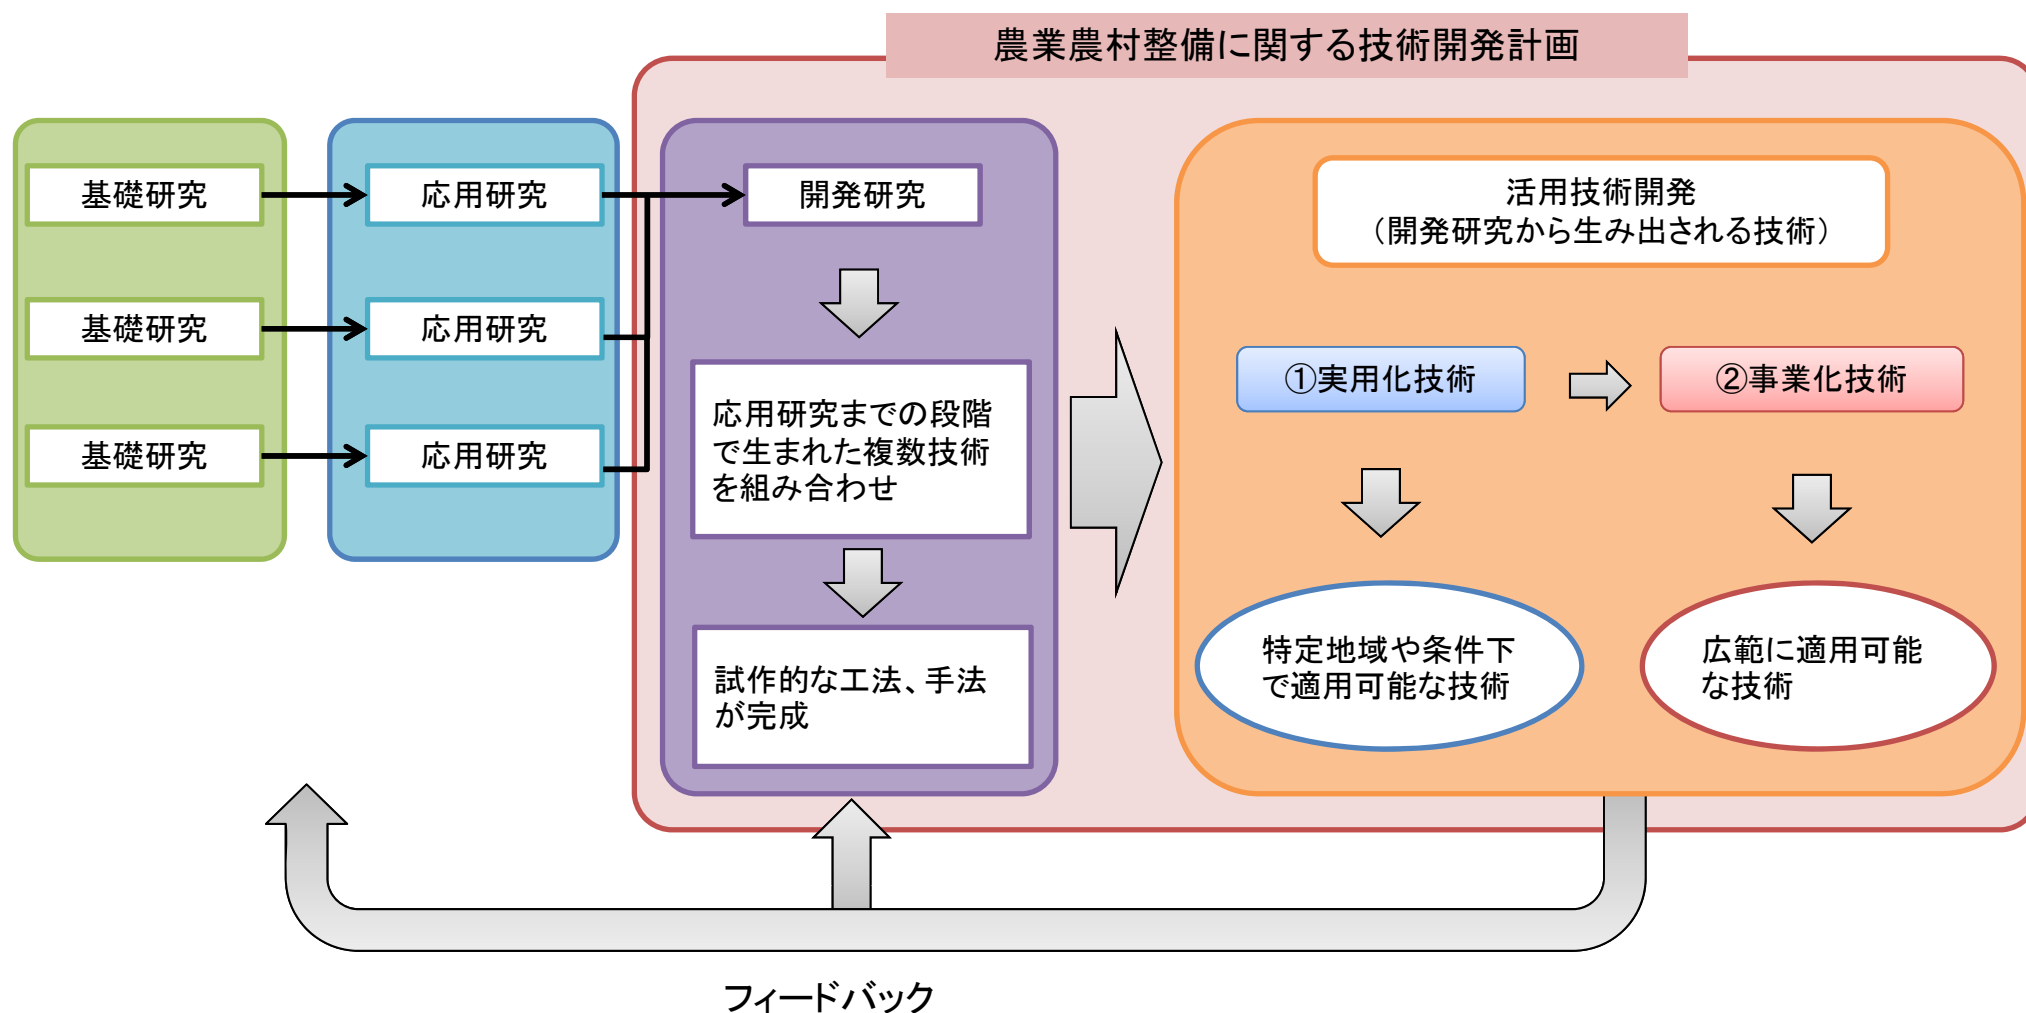 農業農村整備に関する技術開発計画
基礎研究
応用研究
開発研究
基礎研究
応用研究
基礎研究
応用研究
応用研究までの段階
で生まれた複数技術
を組み合わせ
試作的な工法、手法
が完成
活用技術開発
（開発研究から生み出される技術）
①実用化技術
②事業化技術
特定地域や条件下
で適用可能な技術
広範に適用可能
な技術
フィードバック